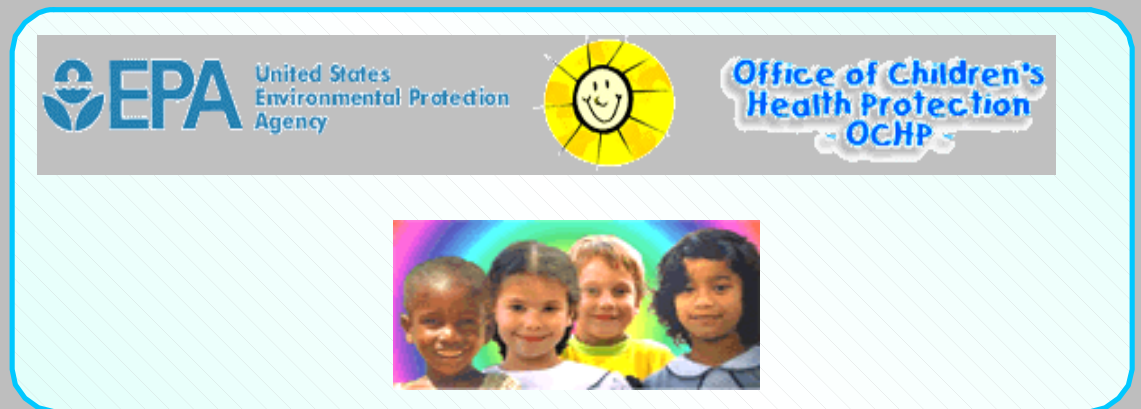 EPA
United States
Environmental Protection
Agency
Office of Children's
Health Protection
- OCHP -